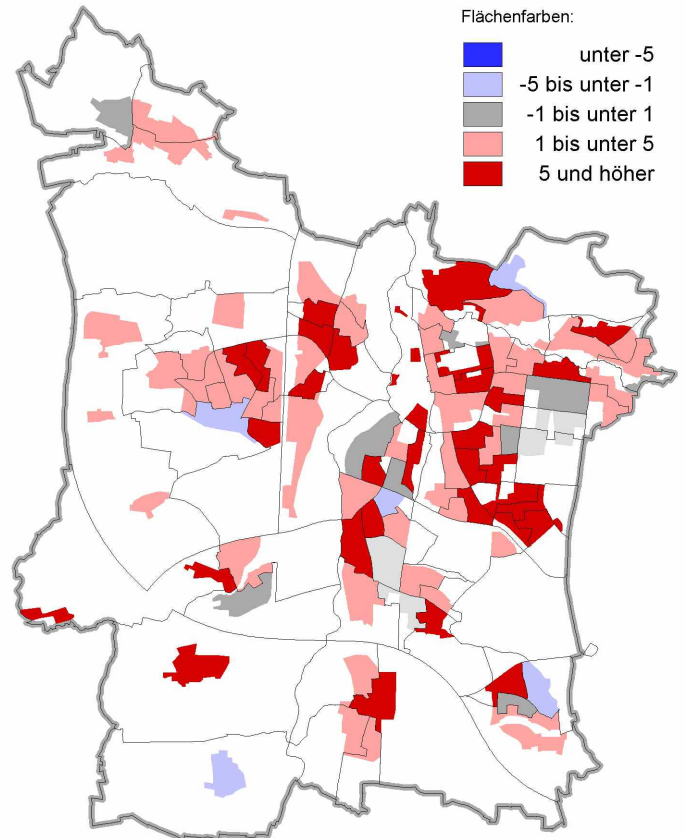 Flächenfarben:
unter -5
-5 bis unter -1
-1 bis unter 1
1 bis unter 5
5 und höher